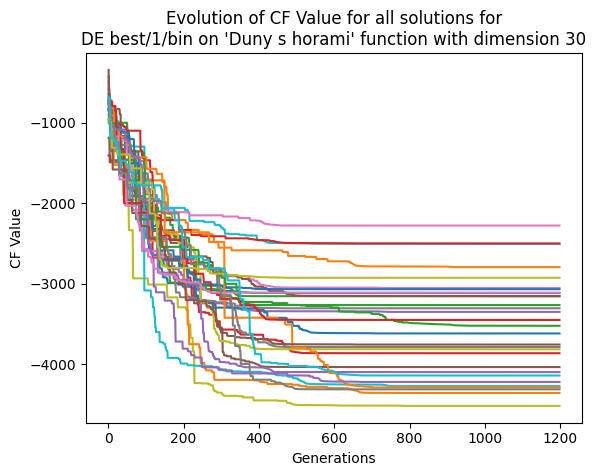 Evolution of CF Value for all solutions for
DE best/1/bin on 'Duny s horami' function with dimension 30
CF Value
−1000
−2000
−3000
−4000
0 200 400 600 800 1000 1200
Generations